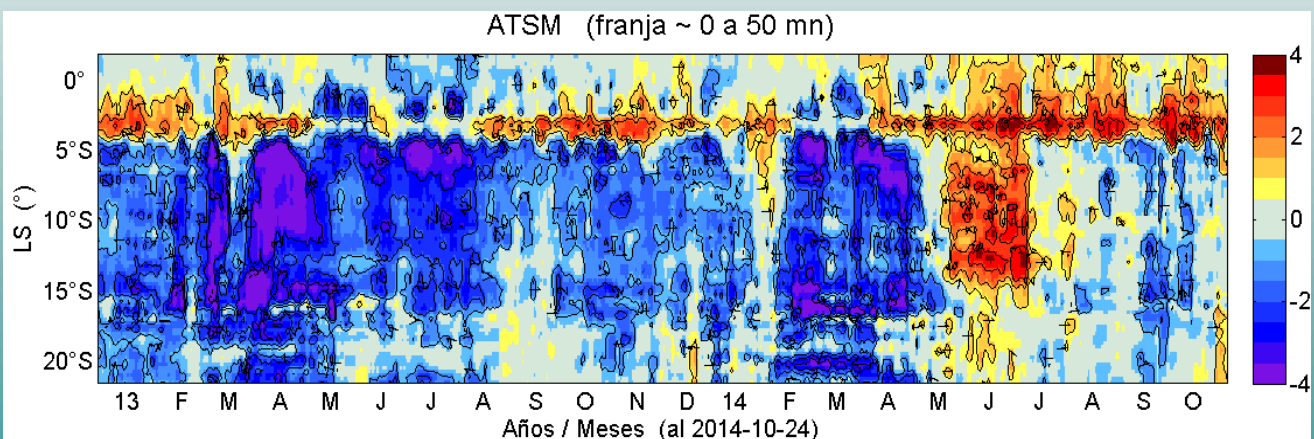 ATSM (franja ~ 0 a 50 mn)
LS (°)
0°
5°S
10°S
15°S
20°S
4
2
0
-2
-4
13 F M A M J J A S O N D 14 F M A M J J A S O
Años / Meses (al 2014-10-24)